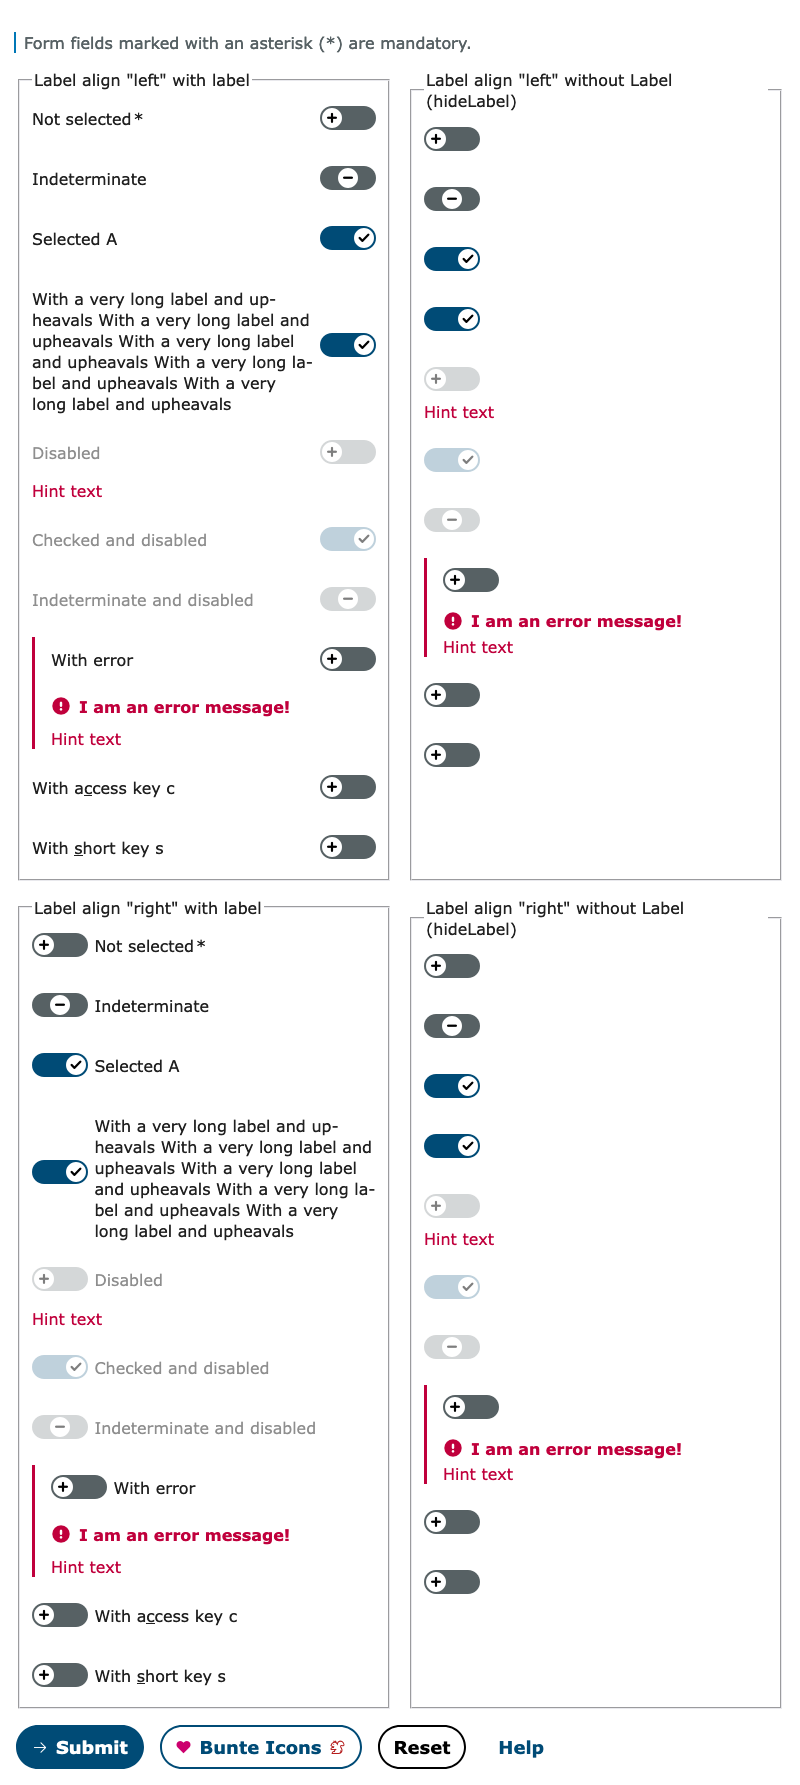 Form fields marked with an asterisk (*) are mandatory.
Label align "left" with label
Not selected*
Indeterminate
Selected A
With a very long label and up-
heavals With a very long label and
upheavals With a very long label
and upheavals With a very long la-
bel and upheavals With a very
long label and upheavals
Disabled
Hint text
Checked and disabled
Indeterminate and disabled
With error
I am an error message!
Hint text
With access key c
With short key s
Label align "left" without Label
(hideLabel)
Hint text
I am an error message!
Hint text
Label align "right" with label
Not selected*
Indeterminate
Selected A
With a very long label and up-
heavals With a very long label and
upheavals With a very long label
and upheavals With a very long la-
bel and upheavals With a very
long label and upheavals
Disabled
Hint text
Checked and disabled
Indeterminate and disabled
With error
I am an error message!
Hint text
With access key c
With short key s
Label align "right" without Label
(hideLabel)
Hint text
I am an error message!
Hint text
Submit
Bunte Icons
Reset
Help